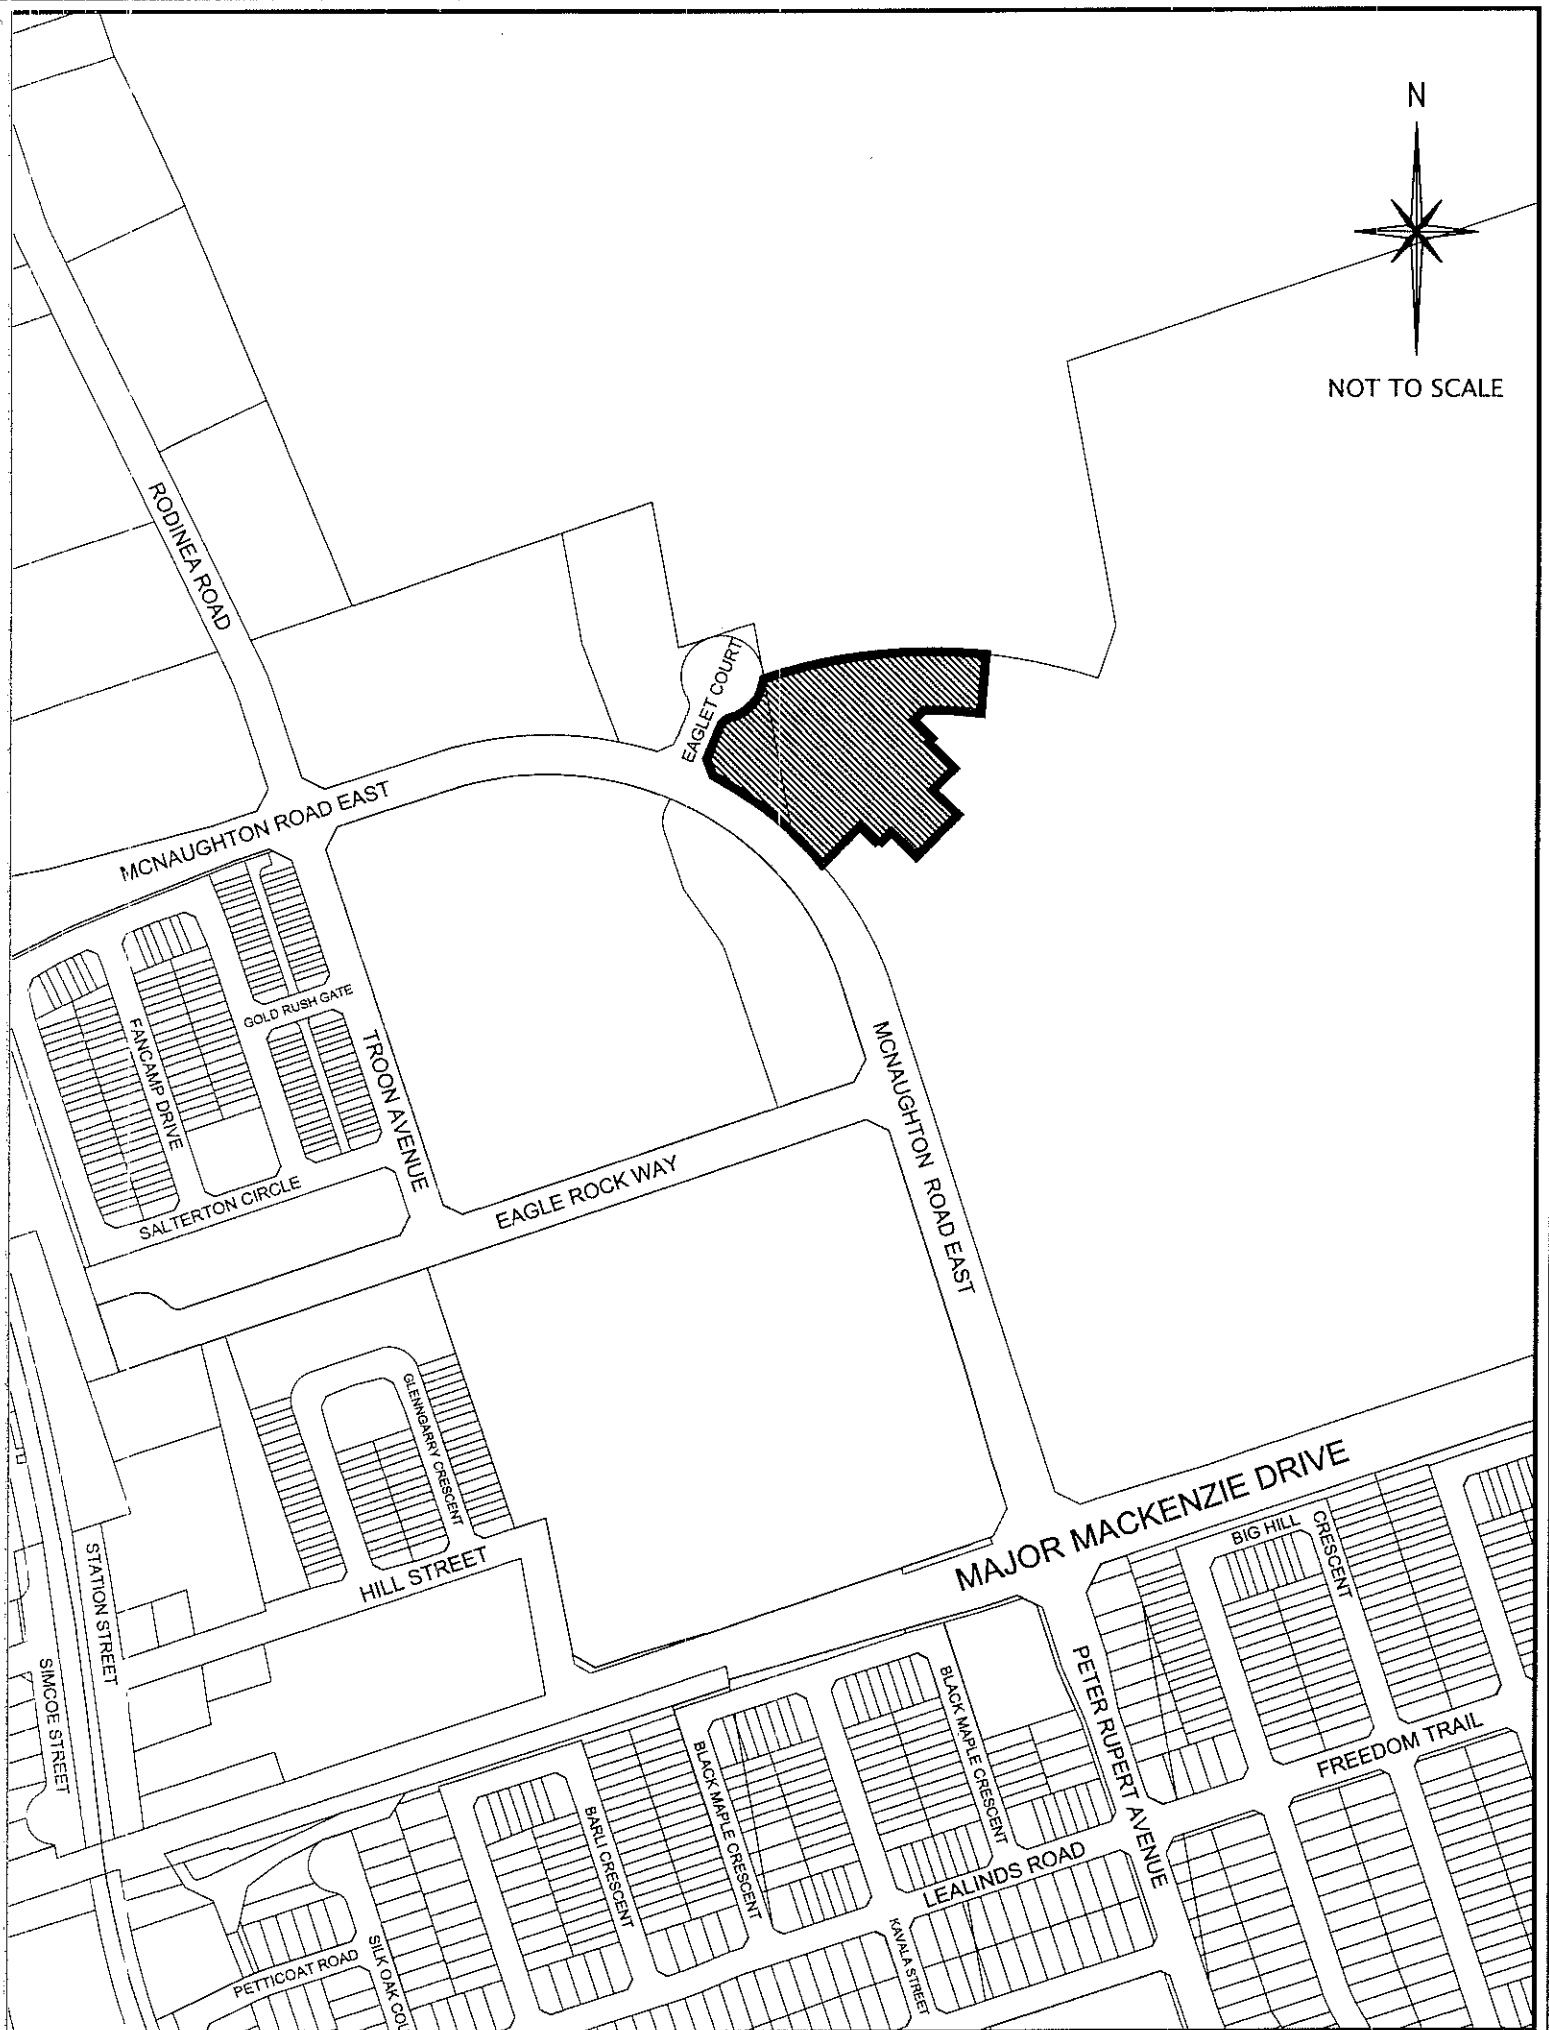 N
NOT TO SCALE
RODINEA ROAD
EAGLET COURT
MCNAUGHTON ROAD EAST
GOLD RUSH GATE
FANCAMP DRIVE
TROON AVENUE
MCNAUGHTON ROAD EAST
SALTERTON CIRCLE
EAGLE ROCK WAY
GLENNGARRY CRESCENT
MAJOR MACKENZIE DRIVE
BIG HILL
CRESCENT
HILL STREET
STATION STREET
SIMCOE STREET
PETER RUPERT AVENUE
BLACK MAPLE CRESCENT
BLACK MAPLE CRESCENT
FREEDOM TRAIL
BARLI CRESCENT
LEALINDS ROAD
KAVALA STREET
PETTICOAT ROAD
SILK OAK COU